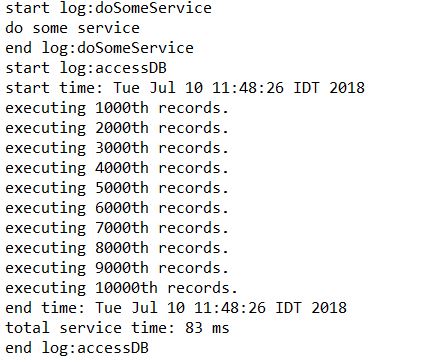 start log:doSomeService
do some service
end log:doSomeService
start log:accessDB
start time: Tue Jul 10 11:48:26 IDT 2018
executing 1000th records.
executing 2000th records.
executing 3000th records.
executing 4000th records.
executing 5000th records.
executing 6000th records.
executing 7000th records.
executing 8000th records.
executing 9000th records.
executing 10000th records.
end time: Tue Jul 10 11:48:26 IDT 2018
total service time: 83 ms
end log:accessDB